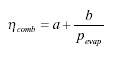 η_comb = a + b / p_evap